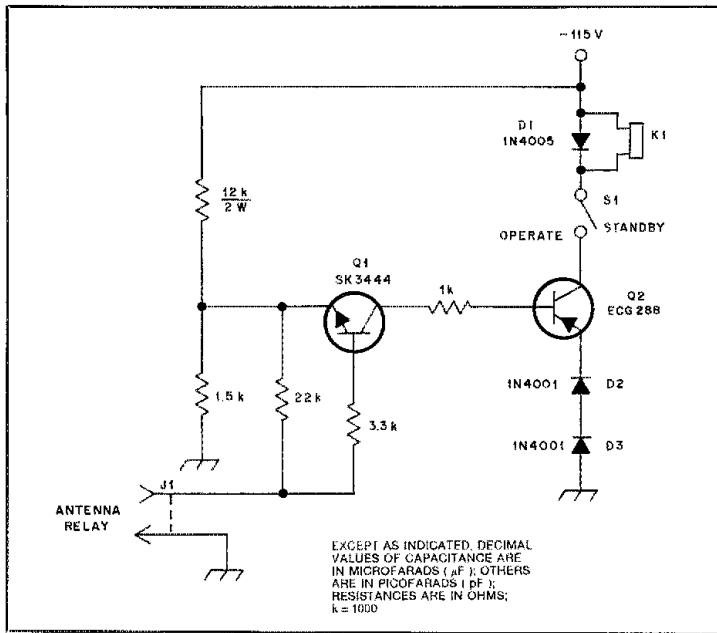 -115 V
D1
1N4005
K1
12 k
2 W
S1
STANDBY
OPERATE
Q1
SK3444
1k
Q2
ECG 288
1.5 k
22 k
3.3 k
1N4001
D2
1N4001
D3
J1
ANTENNA
RELAY
EXCEPT AS INDICATED, DECIMAL
VALUES OF CAPACITANCE ARE
IN MICROFARADS ( µF ); OTHERS
ARE IN PICOFARADS ( pF );
RESISTANCES ARE IN OHMS;
k = 1000